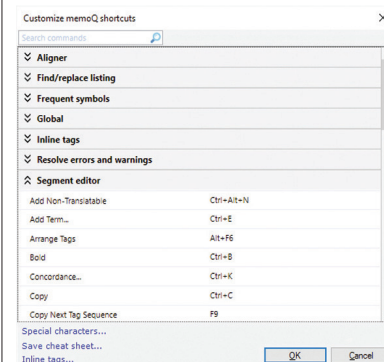 Customize memoQ shortcuts
Search commands
Aligner
Find/replace listing
Frequent symbols
Global
Inline tags
Resolve errors and warnings
Segment editor
Add Non-Translatable Ctrl+Alt+N
Add Term... Ctrl+E
Arrange Tags Alt+F6
Bold Ctrl+B
Concordance... Ctrl+K
Copy Ctrl+C
Copy Next Tag Sequence F9
Special characters...
Save cheat sheet...
Inline tags...
OK Cancel